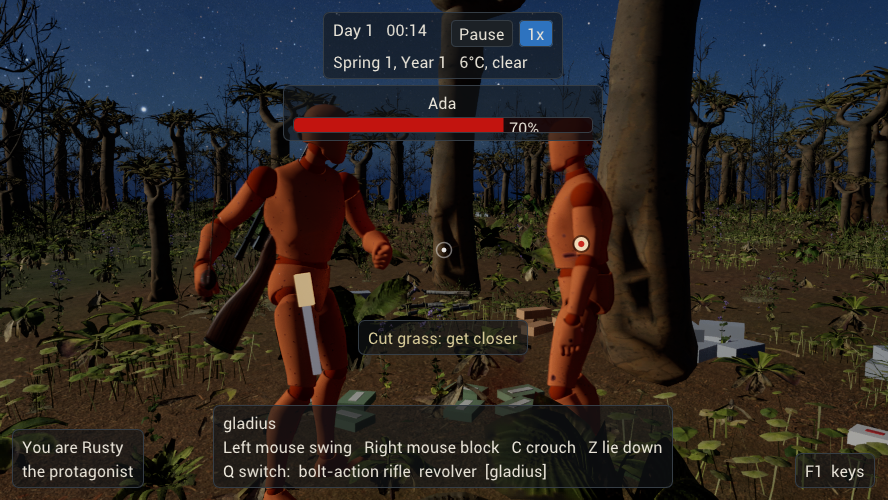 Day 1 00:14 Pause 1x
Spring 1, Year 1 6°C, clear
Ada
70%
Cut grass: get closer
gladius
Left mouse swing Right mouse block C crouch Z lie down
Q switch: bolt-action rifle revolver [gladius]
You are Rusty
the protagonist
F1 keys